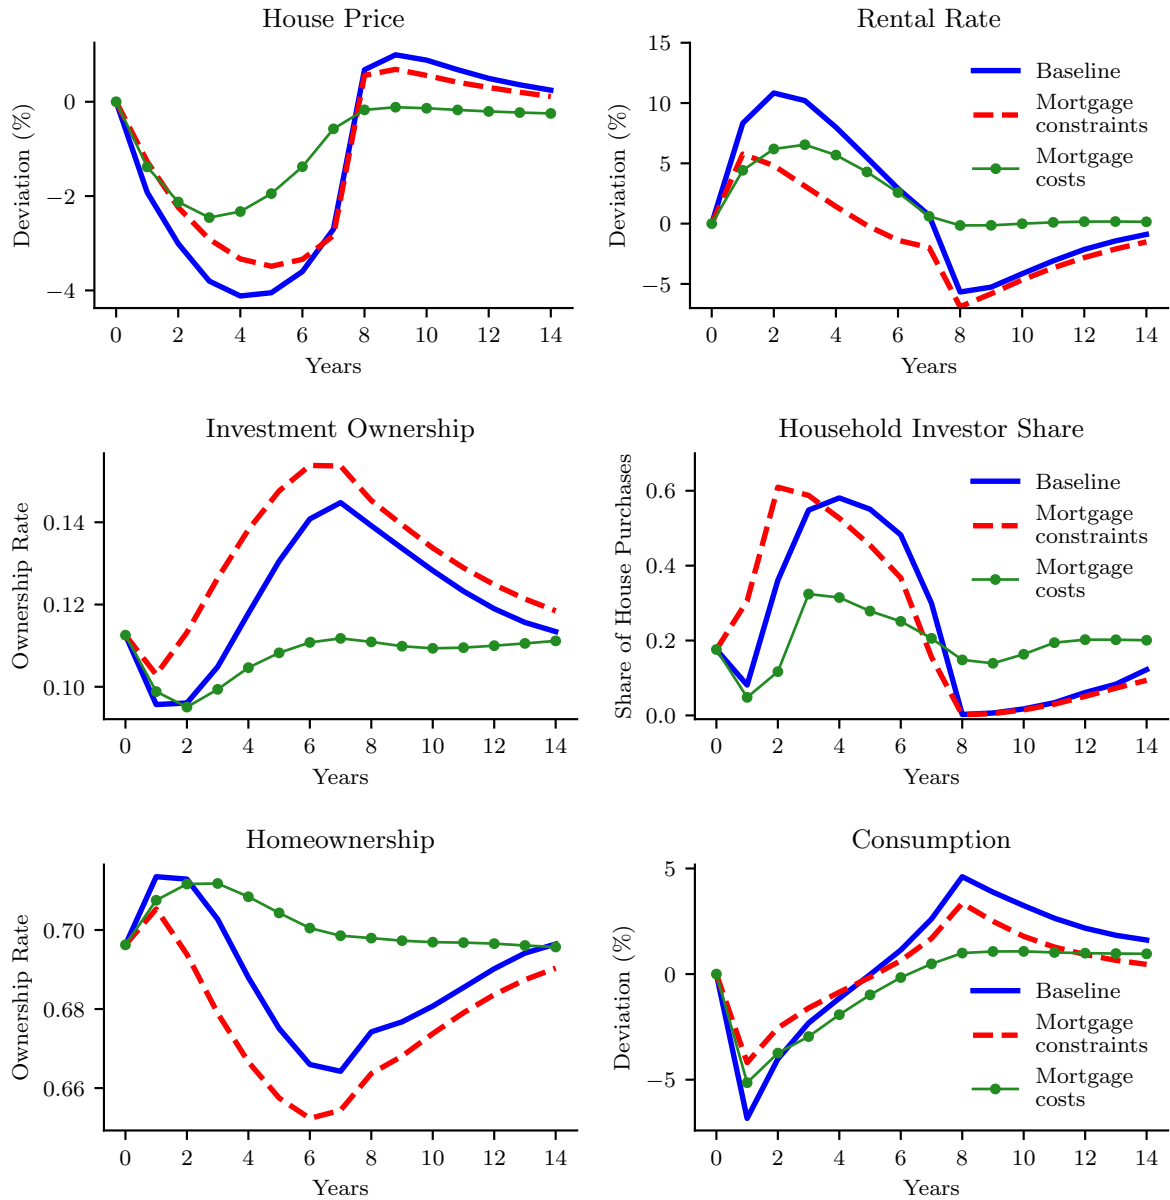 House Price
Deviation (%)
0
−2
−4
0 2 4 6 8 10 12 14
Years
Rental Rate
Deviation (%)
15
10
5
0
−5
Baseline
Mortgage
constraints
Mortgage
costs
0 2 4 6 8 10 12 14
Years
Investment Ownership
Ownership Rate
0.14
0.12
0.10
0 2 4 6 8 10 12 14
Years
Household Investor Share
Share of House Purchases
0.6
0.4
0.2
0.0
Baseline
Mortgage
constraints
Mortgage
costs
0 2 4 6 8 10 12 14
Years
Homeownership
Ownership Rate
0.70
0.68
0.66
0 2 4 6 8 10 12 14
Years
Consumption
Deviation (%)
5
0
−5
Baseline
Mortgage
constraints
Mortgage
costs
0 2 4 6 8 10 12 14
Years